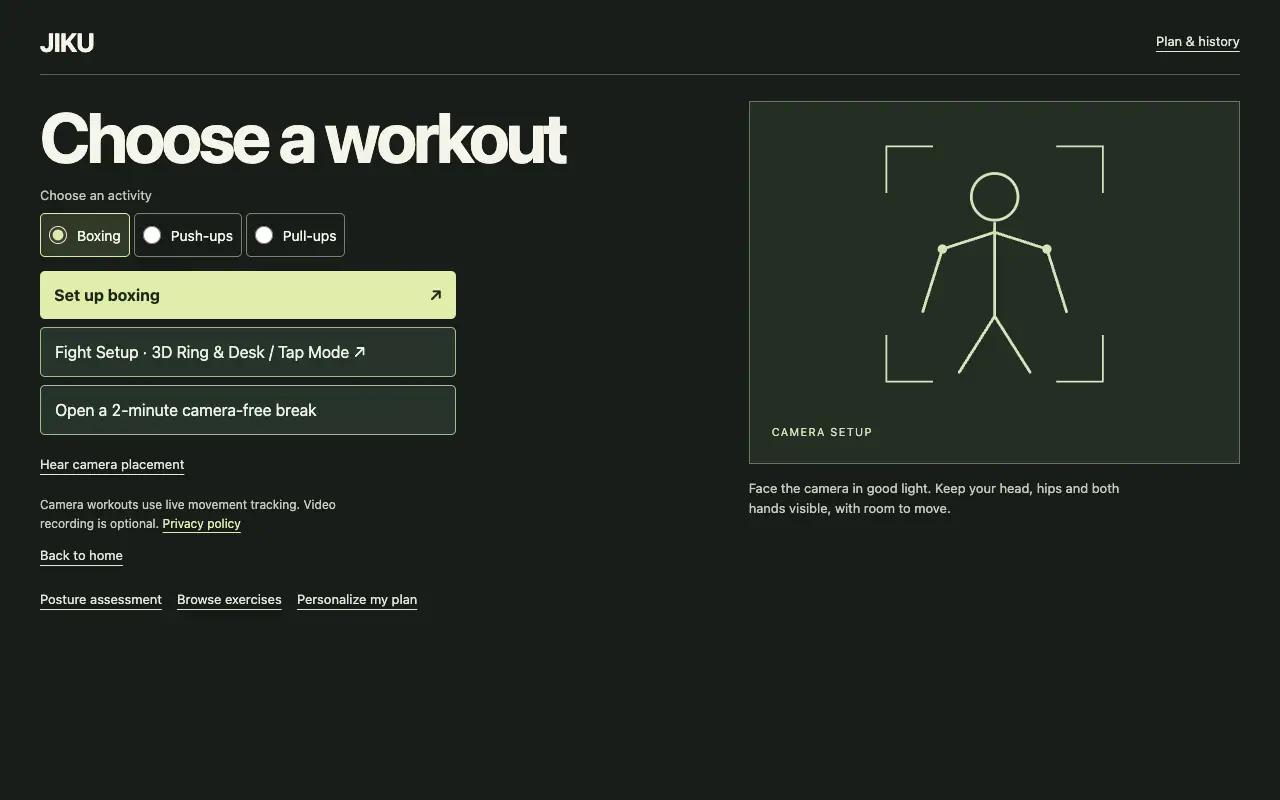 JIKU
Plan & history
Choose a workout
Choose an activity
Boxing
Push-ups
Pull-ups
Set up boxing ↗
Fight Setup · 3D Ring & Desk / Tap Mode ↗
Open a 2-minute camera-free break
Hear camera placement
Camera workouts use live movement tracking. Video
recording is optional. Privacy policy
Back to home
Posture assessment
Browse exercises
Personalize my plan
CAMERA SETUP
Face the camera in good light. Keep your head, hips and both
hands visible, with room to move.